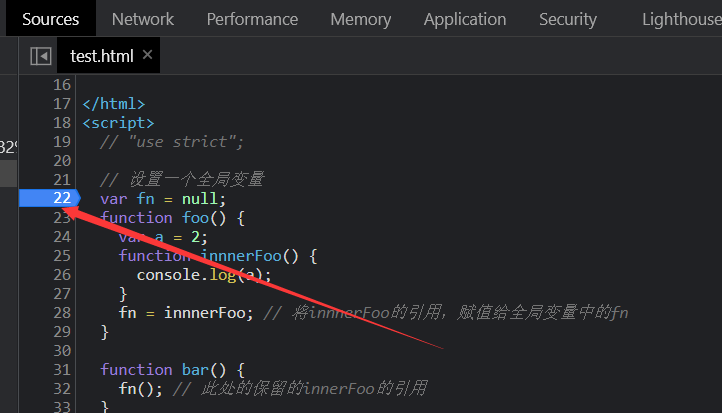 Sources Network Performance Memory Application Security Lighthouse
test.html ×
16
17 </html>
18 <script>
19 // "use strict";
20
21 // 设置一个全局变量
22 var fn = null;
23 function foo() {
24 var a = 2;
25 function innnerFoo() {
26 console.log(a);
27 }
28 fn = innnerFoo; // 将innnerFoo的引用，赋值给全局变量中的fn
29 }
30
31 function bar() {
32 fn(); // 此处的保留的innerFoo的引用
33 }